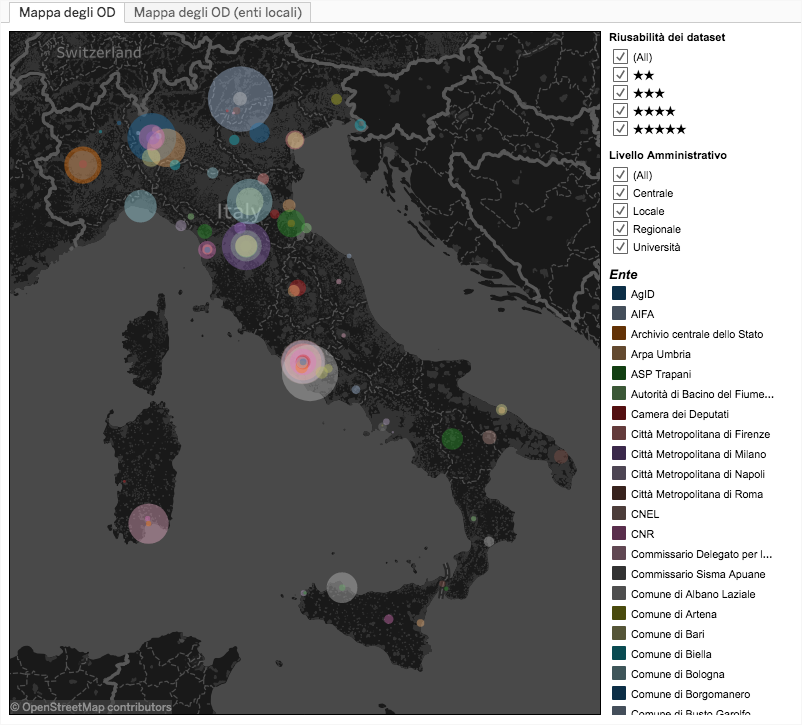 Mappa degli OD
Mappa degli OD (enti locali)
Switzerland
Italy
© OpenStreetMap contributors
Riusabilità dei dataset
(All)
★★
★★★
★★★★
★★★★★
Livello Amministrativo
(All)
Centrale
Locale
Regionale
Università
Ente
AgID
AIFA
Archivio centrale dello Stato
Arpa Umbria
ASP Trapani
Autorità di Bacino del Fiume...
Camera dei Deputati
Città Metropolitana di Firenze
Città Metropolitana di Milano
Città Metropolitana di Napoli
Città Metropolitana di Roma
CNEL
CNR
Commissario Delegato per l...
Commissario Sisma Apuane
Comune di Albano Laziale
Comune di Artena
Comune di Bari
Comune di Biella
Comune di Bologna
Comune di Borgomanero
Comune di Busto Garolfo